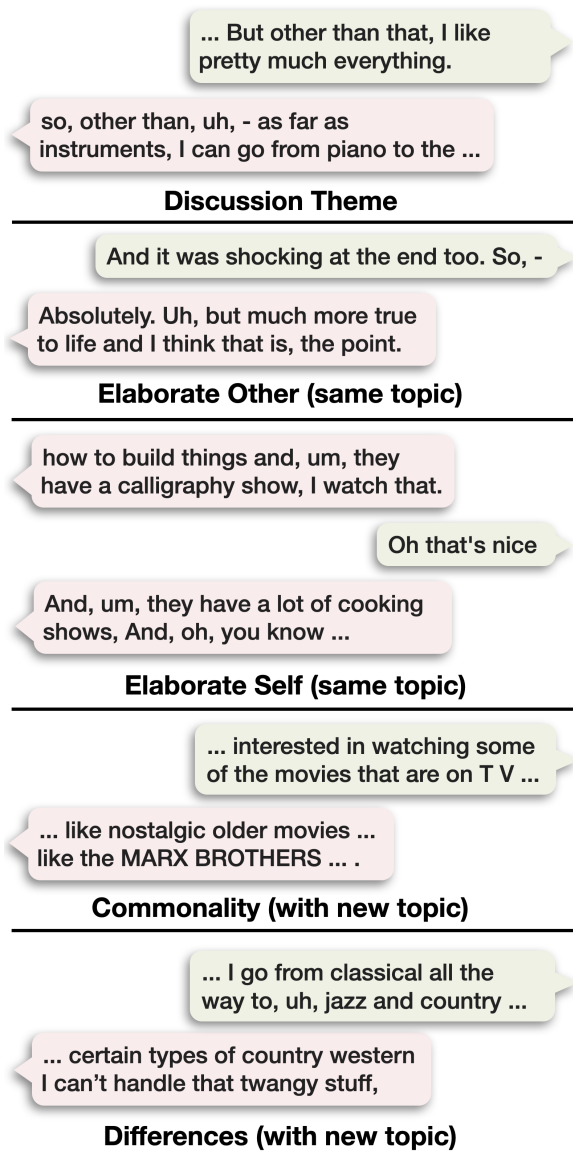 ... But other than that, I like
pretty much everything.
so, other than, uh, - as far as
instruments, I can go from piano to the ...
Discussion Theme
And it was shocking at the end too. So, -
Absolutely. Uh, but much more true
to life and I think that is, the point.
Elaborate Other (same topic)
how to build things and, um, they
have a calligraphy show, I watch that.
Oh that's nice
And, um, they have a lot of cooking
shows, And, oh, you know ...
Elaborate Self (same topic)
... interested in watching some
of the movies that are on T V ...
... like nostalgic older movies ...
like the MARX BROTHERS ... .
Commonality (with new topic)
... I go from classical all the
way to, uh, jazz and country ...
... certain types of country western
I can’t handle that twangy stuff,
Differences (with new topic)